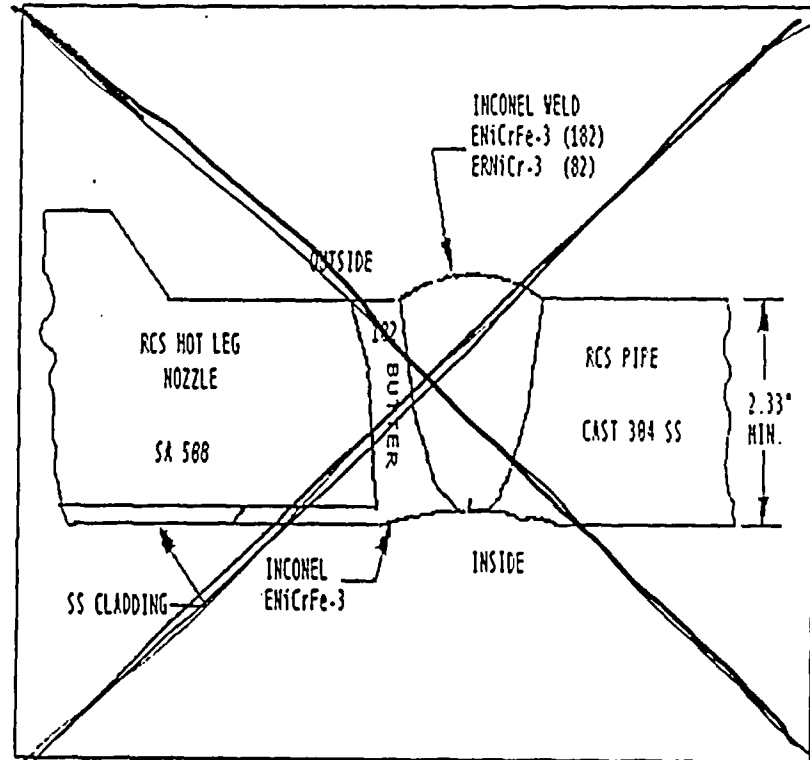 INCONEL WELD
ENiCrFe-3 (182)
ERNiCr-3 (82)
OUTSIDE
182
BUTTER
RCS HOT LEG
NOZZLE
SA 508
RCS PIPE
CAST 304 SS
2.33"
MIN.
SS CLADDING
INCONEL
ENiCrFe-3
INSIDE